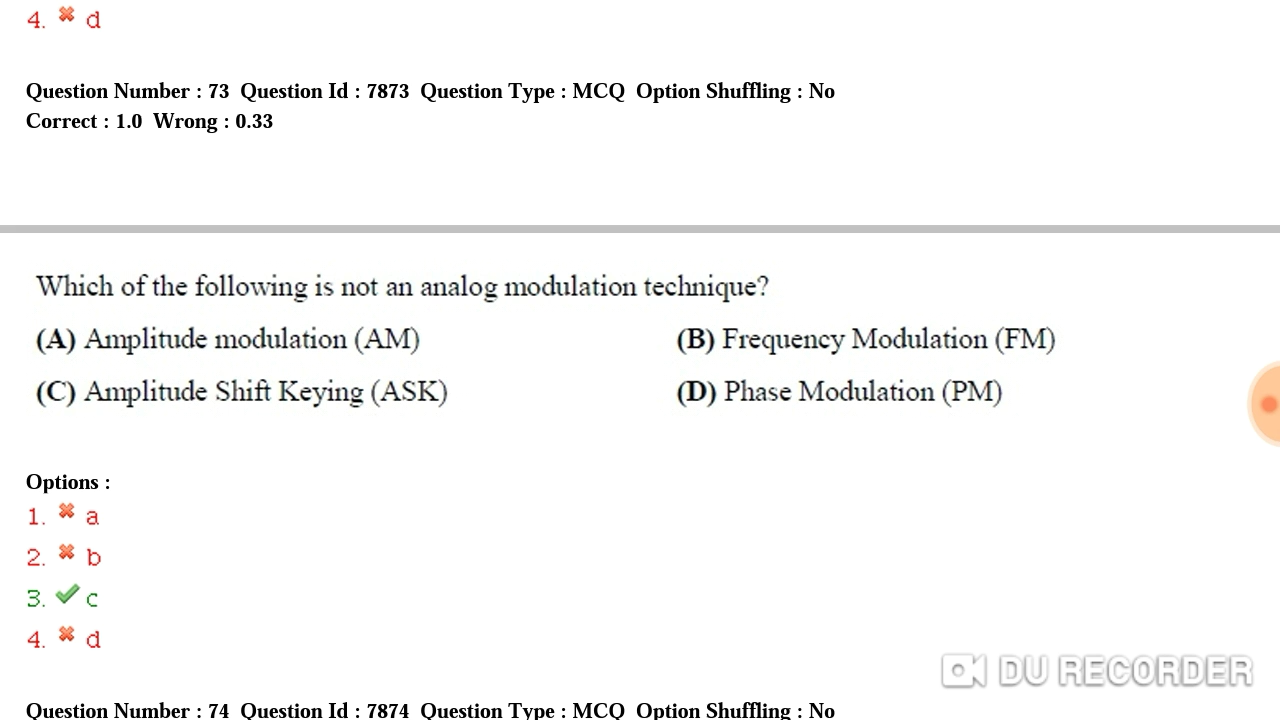 4. d
Question Number : 73 Question Id : 7873 Question Type : MCQ Option Shuffling : No
Correct : 1.0 Wrong : 0.33
Which of the following is not an analog modulation technique?
(A) Amplitude modulation (AM) (B) Frequency Modulation (FM)
(C) Amplitude Shift Keying (ASK) (D) Phase Modulation (PM)
Options :
1. a
2. b
3. c
4. d
DU RECORDER
Question Number : 74 Question Id : 7874 Question Type : MCQ Option Shuffling : No